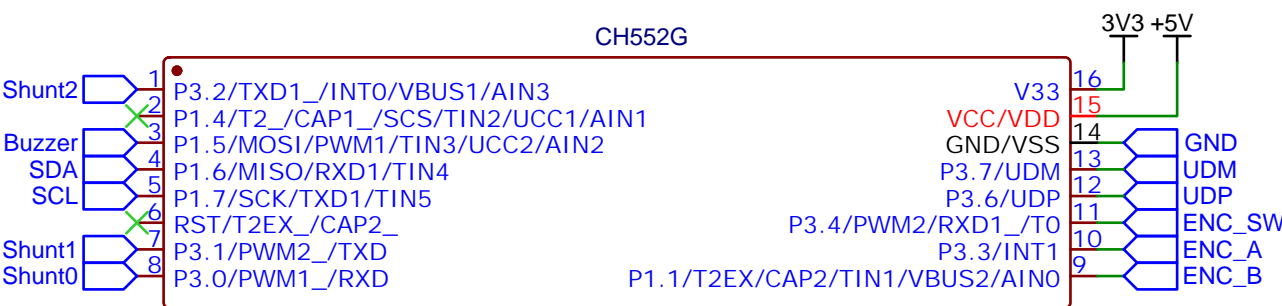 CH552G
3V3 +5V
Shunt2 1 P3.2/TXD1_/INT0/VBUS1/AIN3 V33 16
2 P1.4/T2_/CAP1_/SCS/TIN2/UCC1/AIN1 VCC/VDD 15
Buzzer 3 P1.5/MOSI/PWM1/TIN3/UCC2/AIN2 GND/VSS 14 GND
SDA 4 P1.6/MISO/RXD1/TIN4 P3.7/UDM 13 UDM
SCL 5 P1.7/SCK/TXD1/TIN5 P3.6/UDP 12 UDP
6 RST/T2EX_/CAP2_ P3.4/PWM2/RXD1_/T0 11 ENC_SW
Shunt1 7 P3.1/PWM2_/TXD P3.3/INT1 10 ENC_A
Shunt0 8 P3.0/PWM1_/RXD P1.1/T2EX/CAP2/TIN1/VBUS2/AIN0 9 ENC_B